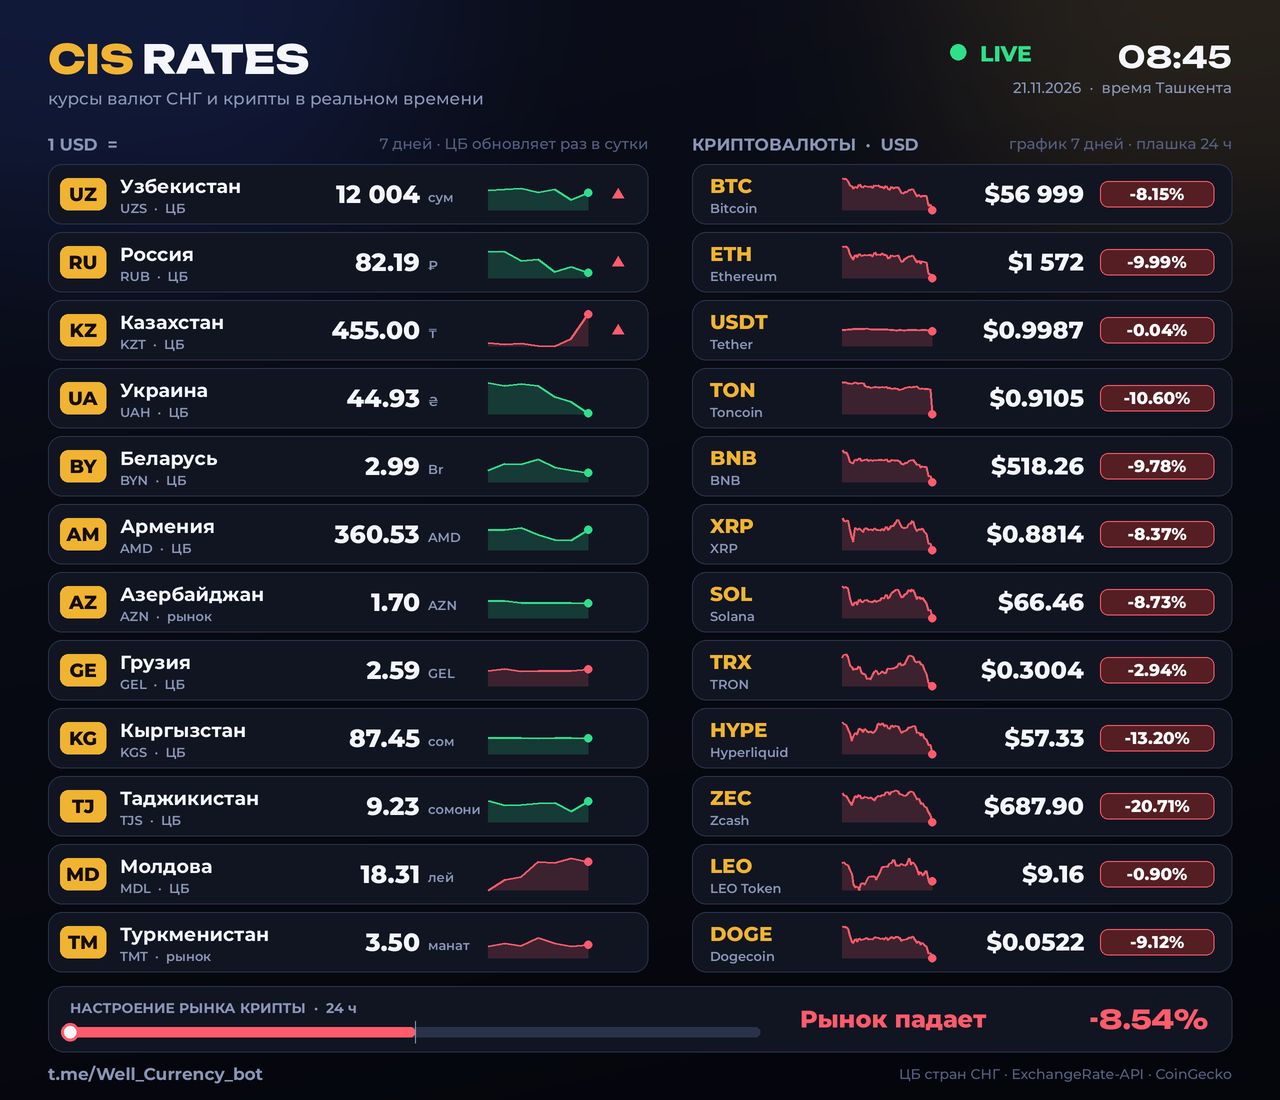 CIS RATES
курсы валют СНГ и крипты в реальном времени
LIVE 08:45
21.11.2026 · время Ташкента
1 USD =
7 дней · ЦБ обновляет раз в сутки
UZ Узбекистан 12 004 сум
UZS · ЦБ
RU Россия 82.19 ₽
RUB · ЦБ
KZ Казахстан 455.00 ₸
KZT · ЦБ
UA Украина 44.93 ₴
UAH · ЦБ
BY Беларусь 2.99 Br
BYN · ЦБ
AM Армения 360.53 AMD
AMD · ЦБ
AZ Азербайджан 1.70 AZN
AZN · рынок
GE Грузия 2.59 GEL
GEL · ЦБ
KG Кыргызстан 87.45 сом
KGS · ЦБ
TJ Таджикистан 9.23 сомони
TJS · ЦБ
MD Молдова 18.31 лей
MDL · ЦБ
TM Туркменистан 3.50 манат
TMT · рынок
КРИПТОВАЛЮТЫ · USD
график 7 дней · плашка 24 ч
BTC $56 999 -8.15%
Bitcoin
ETH $1 572 -9.99%
Ethereum
USDT $0.9987 -0.04%
Tether
TON $0.9105 -10.60%
Toncoin
BNB $518.26 -9.78%
BNB
XRP $0.8814 -8.37%
XRP
SOL $66.46 -8.73%
Solana
TRX $0.3004 -2.94%
TRON
HYPE $57.33 -13.20%
Hyperliquid
ZEC $687.90 -20.71%
Zcash
LEO $9.16 -0.90%
LEO Token
DOGE $0.0522 -9.12%
Dogecoin
НАСТРОЕНИЕ РЫНКА КРИПТЫ · 24 ч
Рынок падает -8.54%
t.me/Well_Currency_bot
ЦБ стран СНГ · ExchangeRate-API · CoinGecko